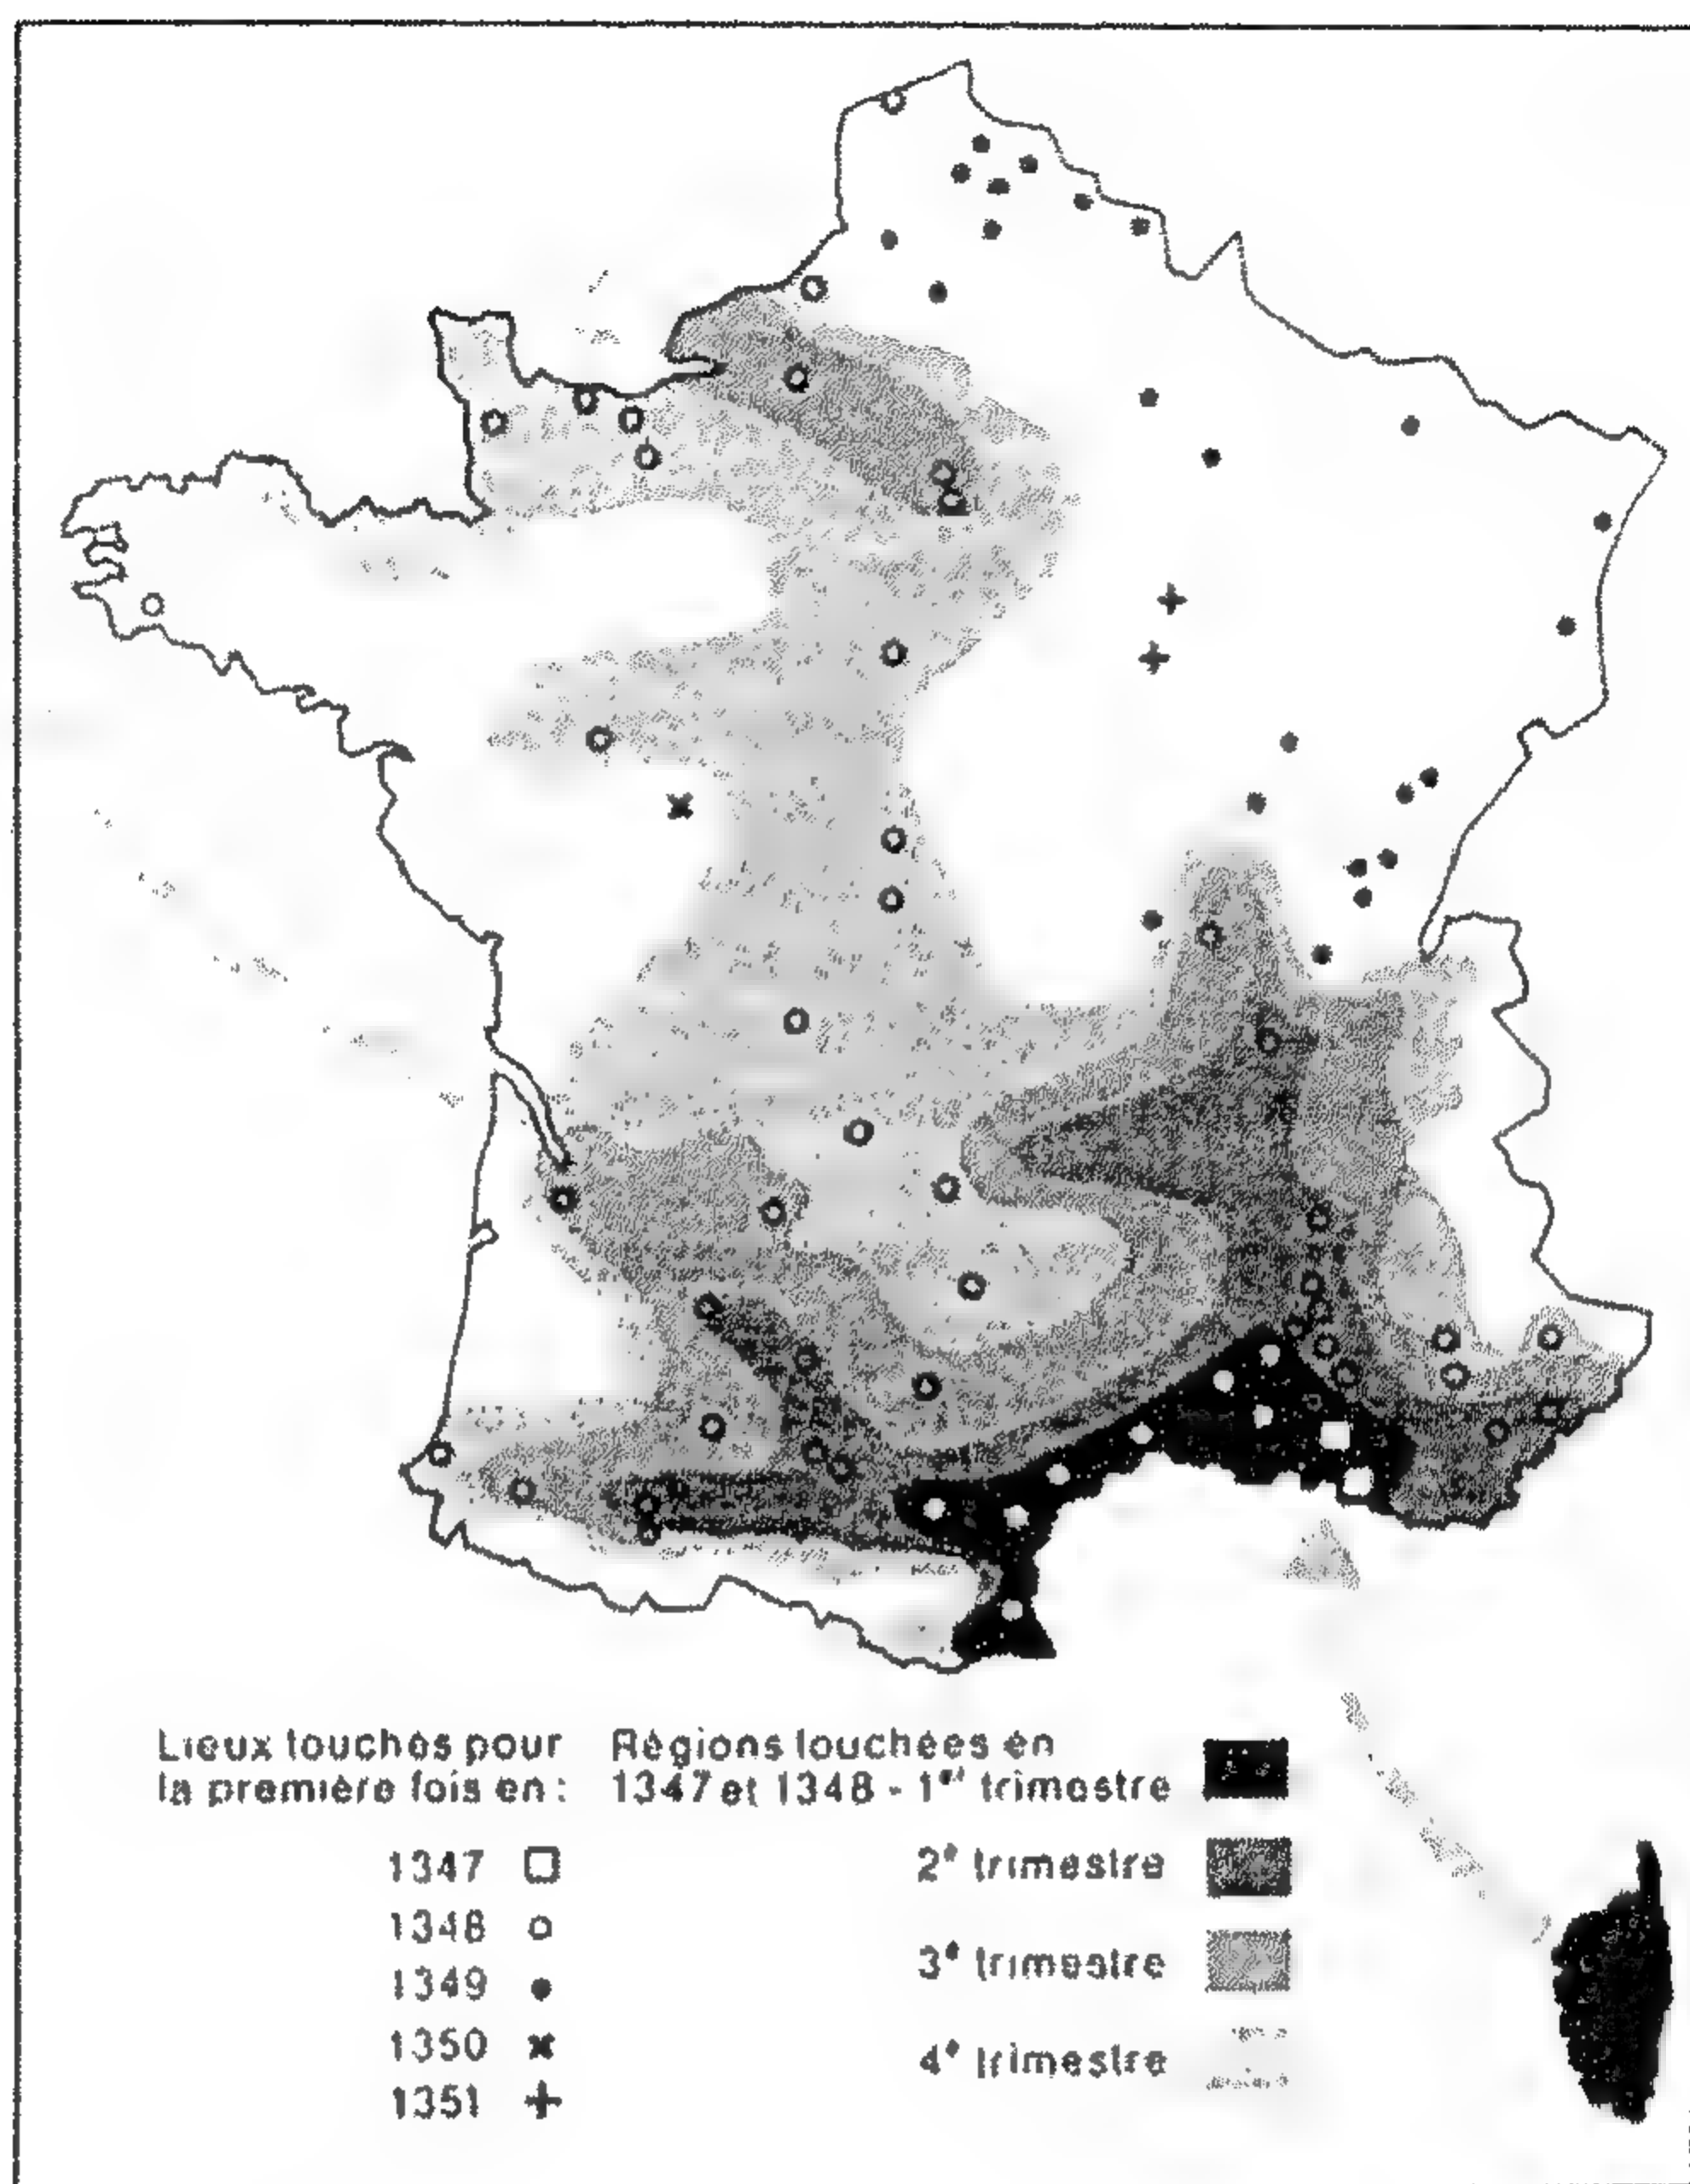 Lieux touchés pour
la première fois en :
1347
1348
1349
1350
1351
Régions touchées en
1347 et 1348 - 1er trimestre
2e trimestre
3e trimestre
4e trimestre